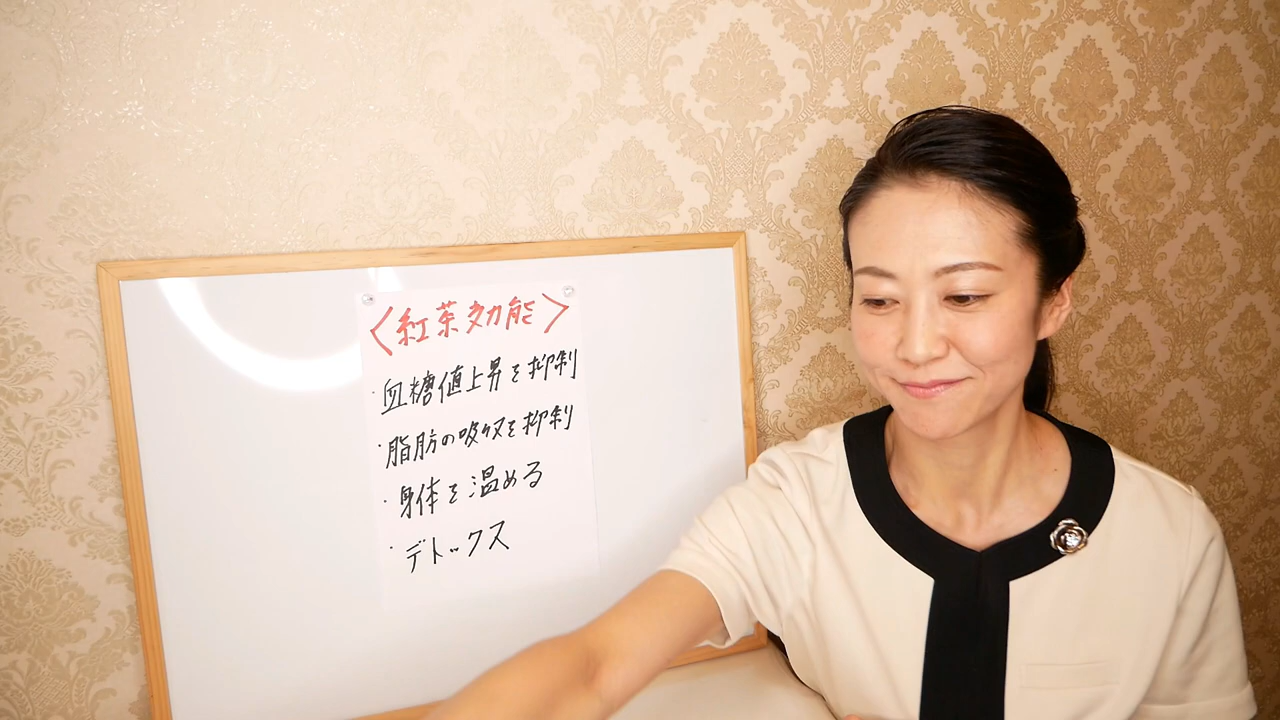 〈紅茶効能〉
・血糖値上昇を抑制
・脂肪の吸収を抑制
・身体を温める
・デトックス